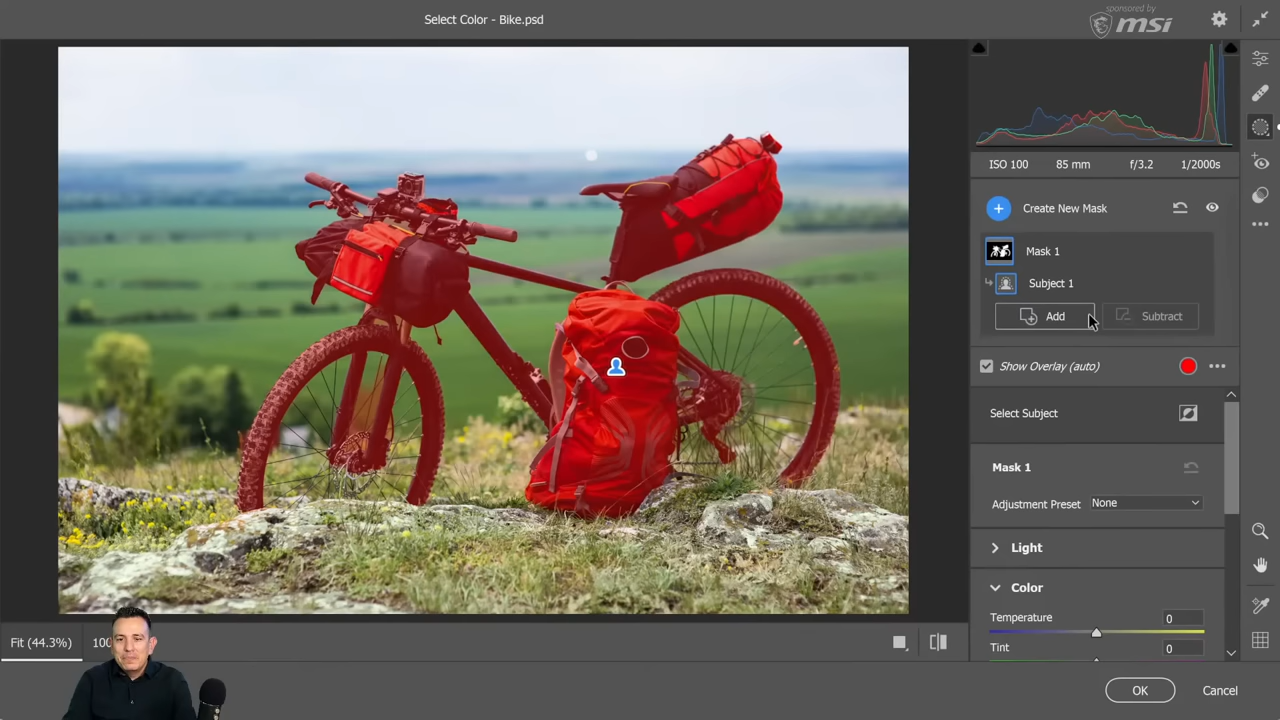 Select Color - Bike.psd
sponsored by
msi
ISO 100 85 mm f/3.2 1/2000s
Create New Mask
Mask 1
Subject 1
Add Subtract
Show Overlay (auto)
Select Subject
Mask 1
Adjustment Preset None
Light
Color
Temperature 0
Tint 0
Fit (44.3%) 100
OK Cancel